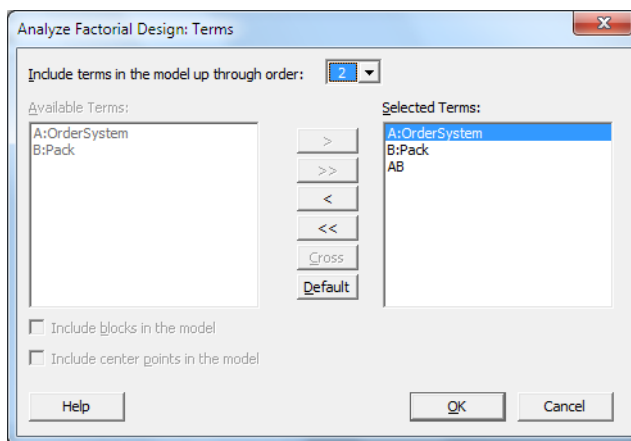 Analyze Factorial Design: Terms
Include terms in the model up through order: 2
Available Terms:
A:OrderSystem
B:Pack
>
>>
<
<<
Cross
Default
Selected Terms:
A:OrderSystem
B:Pack
AB
Include blocks in the model
Include center points in the model
Help
OK
Cancel